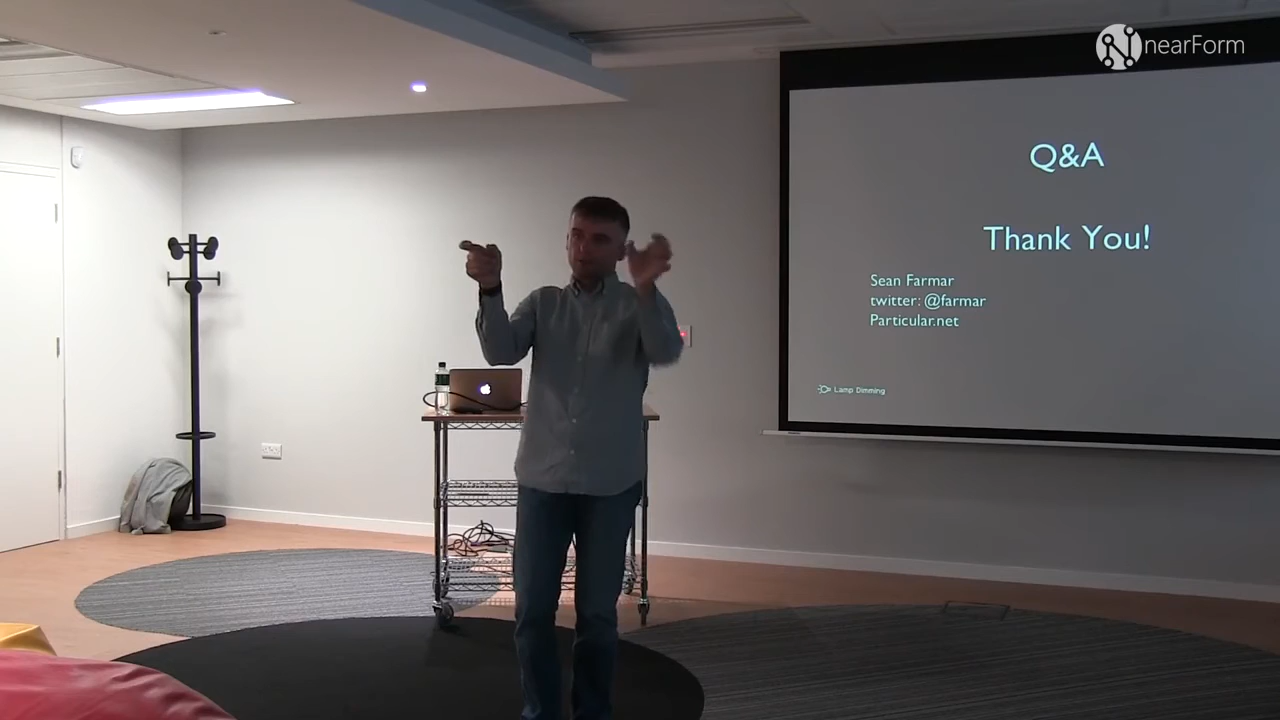 nearForm
Q&A
Thank You!
Sean Farmar
twitter: @farmar
Particular.net
Lamp Dimming